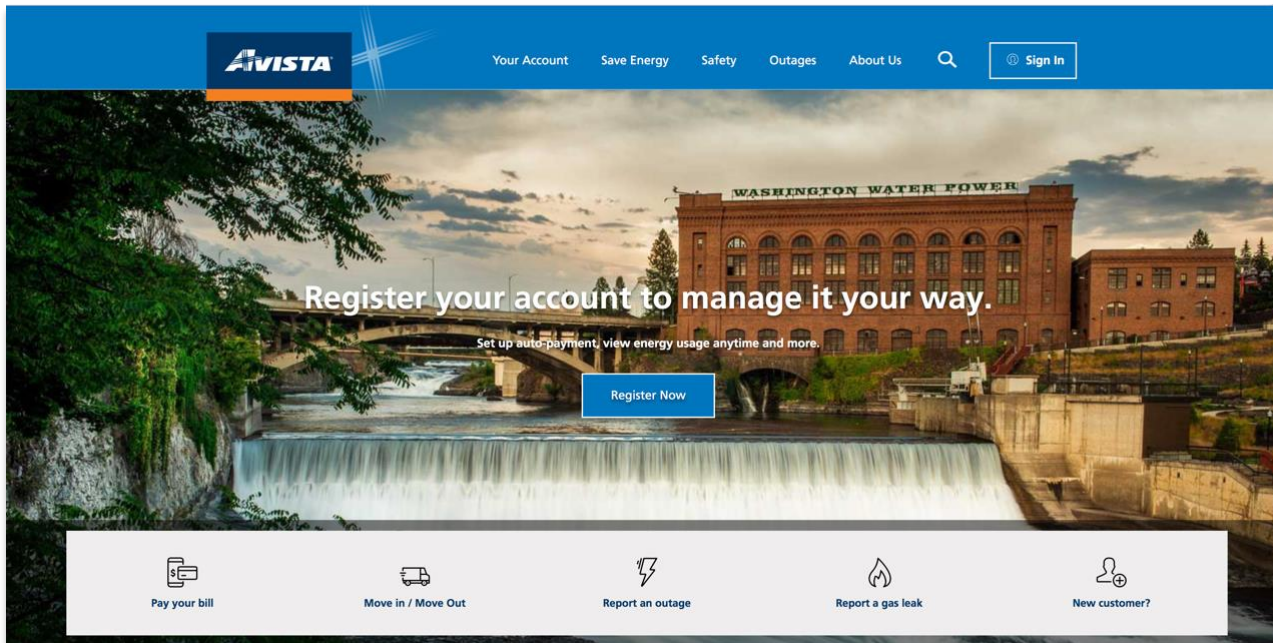 AVISTA
Your Account Save Energy Safety Outages About Us Sign In
WASHINGTON WATER POWER
Register your account to manage it your way.
Set up auto-payment, view energy usage anytime and more.
Register Now
$
Pay your bill Move in / Move Out Report an outage Report a gas leak New customer?